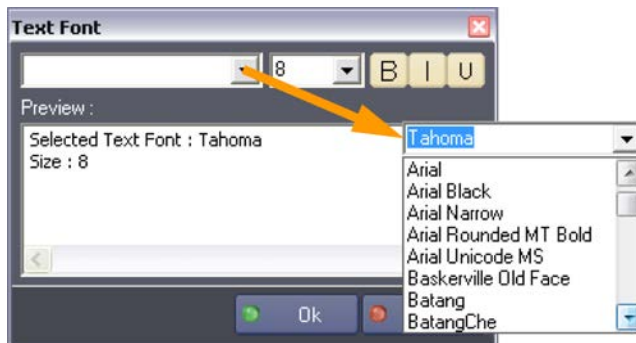 Text Font
8
B I U
Preview :
Selected Text Font : Tahoma
Size : 8
Ok
Tahoma
Arial
Arial Black
Arial Narrow
Arial Rounded MT Bold
Arial Unicode MS
Baskerville Old Face
Batang
BatangChe